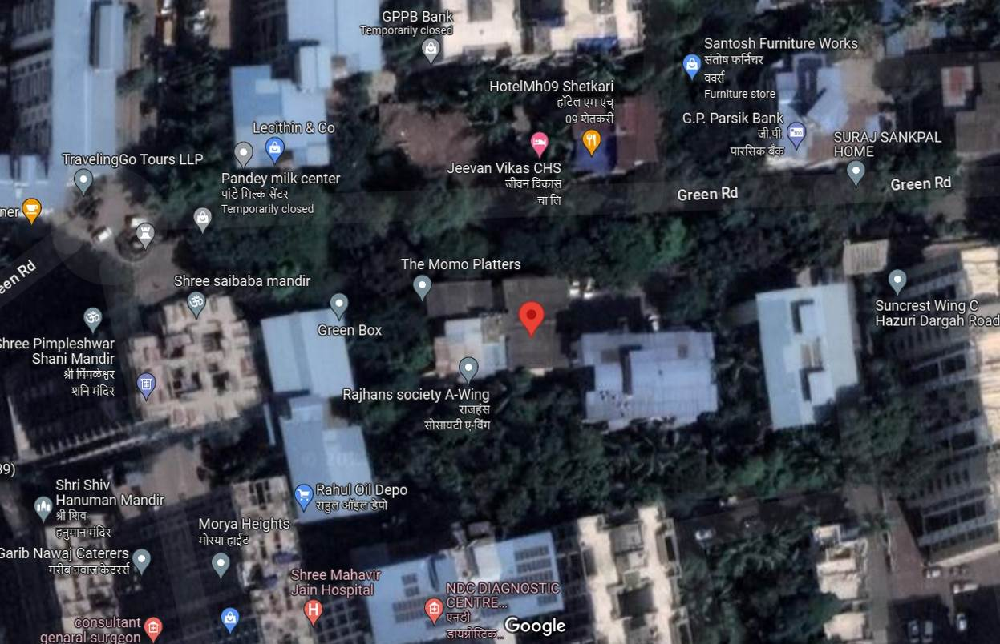 GPPB Bank
Temporarily closed
Santosh Furniture Works
संतोष फर्निचर
वर्क्स
Furniture store
HotelMh09 Shetkari
हॉटेल एम एच्
09 शेतकरी
G.P. Parsik Bank
जी.पी.
पारसिक बँक
Lecithin & Co
SURAJ SANKPAL
HOME
TravelingGo Tours LLP
Pandey milk center
पांडे मिल्क सेंटर
Temporarily closed
Jeevan Vikas CHS
जीवन विकास
चा लि
Green Rd
Green Rd
ner
een Rd
The Momo Platters
Shree saibaba mandir
Green Box
Suncrest Wing C
Hazuri Dargah Road
Shree Pimpleshwar
Shani Mandir
श्री पिंपळेश्वर
शनि मंदिर
Rajhans society A-Wing
राजहंस
सोसायटी ए-विंग
39)
Shri Shiv
Hanuman Mandir
श्री शिव
हनुमान मंदिर
Rahul Oil Depo
राहुल ऑइल डेपो
Morya Heights
मोरया हाईट
Garib Nawaj Caterers
गरीब नवाज केटरर्स
Shree Mahavir
Jain Hospital
NDC DIAGNOSTIC
CENTRE...
एनडी
डायग्नोस्टिक...
consultant
genaral surgeon
Google